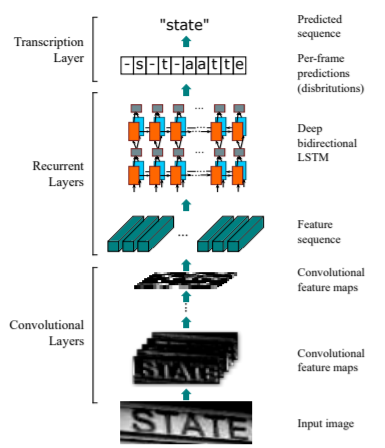 "state"
Predicted
sequence
Transcription
Layer
- s - t - a a t t e
Per-frame
predictions
(disbritutions)
...
Deep
bidirectional
LSTM
...
Recurrent
Layers
...
Feature
sequence
Convolutional
feature maps
...
Convolutional
Layers
STATE
Convolutional
feature maps
STATE
Input image